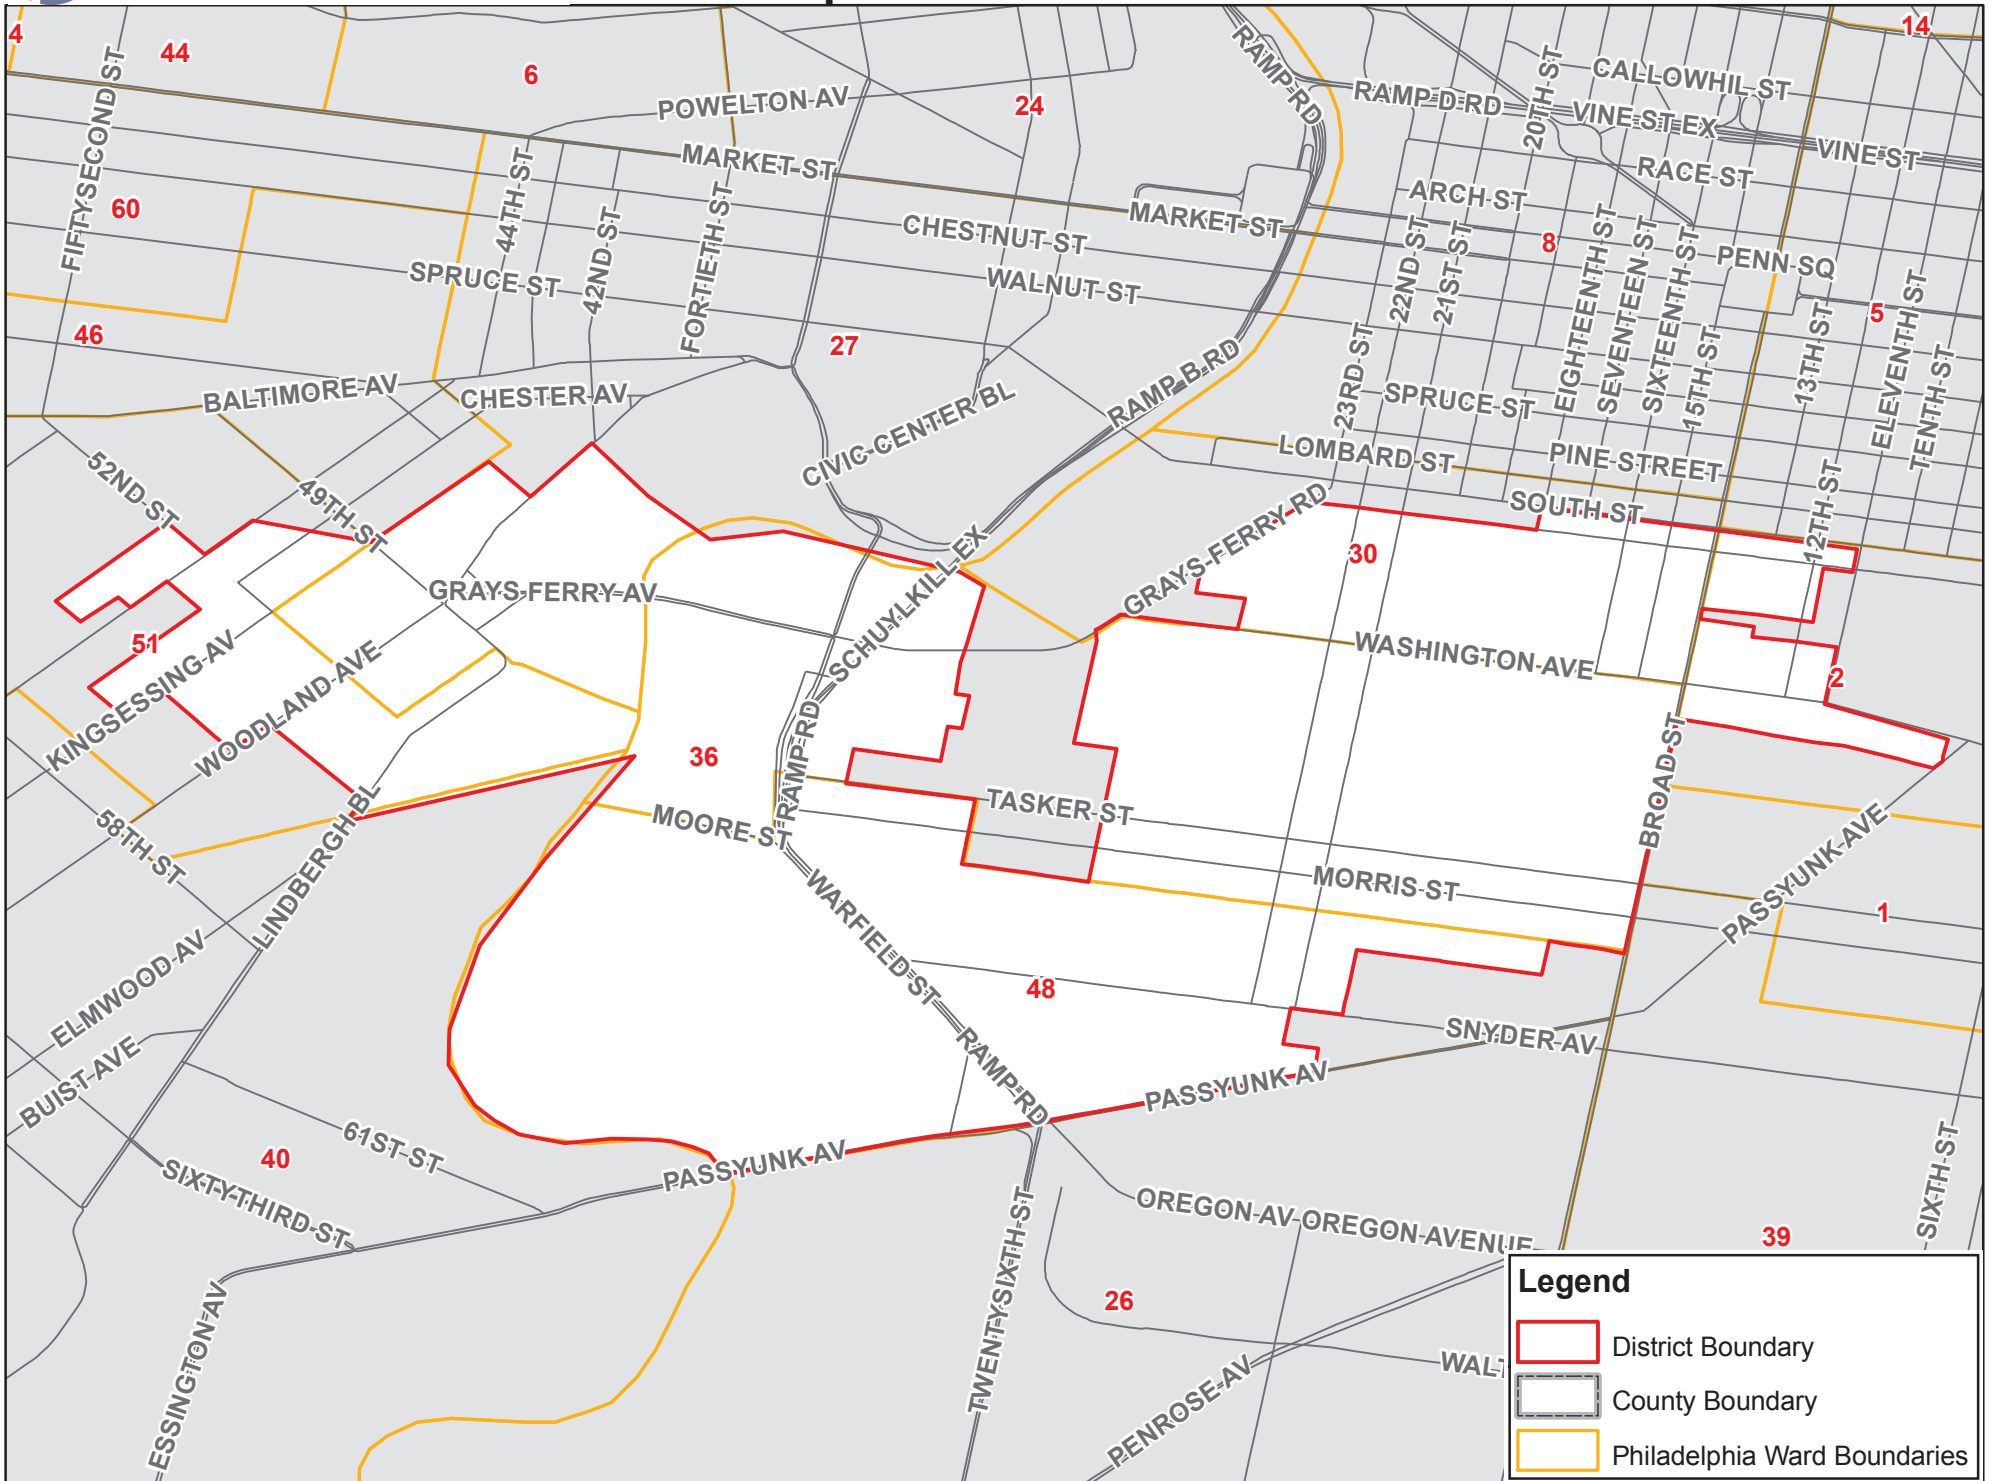 4
44
6
24
14
FIFTYSECOND ST
POWELTON AV
RAMP RD
RAMP D RD
20TH ST
CALLOWHIL ST
VINE ST EX
VINE ST
MARKET ST
RACE ST
44TH ST
42ND ST
FORTIETH ST
ARCH ST
60
CHESTNUT ST
MARKET ST
8
PENN SQ
SPRUCE ST
WALNUT ST
22ND ST
21ST ST
EIGHTEENTH ST
SEVENTEEN ST
SIXTEENTH ST
15TH ST
13TH ST
5
ELEVENTH ST
TENTH ST
46
27
23RD ST
BALTIMORE AV
CHESTER AV
RAMP B RD
CIVIC CENTER BL
SPRUCE ST
LOMBARD ST
PINE STREET
52ND ST
49TH ST
GRAYS FERRY RD
SOUTH ST
12TH ST
SCHUYLKILL EX
30
GRAYS FERRY AV
51
WASHINGTON AVE
KINGSESSING AV
WOODLAND AVE
2
36
RAMP RD
BROAD ST
TASKER ST
MOORE ST
58TH ST
LINDBERGH BL
PASSYUNK AVE
MORRIS ST
WARFIELD ST
1
ELMWOOD AV
48
RAMP RD
SNYDER AV
BUIST AVE
PASSYUNK AV
61ST ST
40
PASSYUNK AV
SIXTYTHIRD ST
SIXTH ST
OREGON AV
OREGON AVENUE
TWENTYSIXTH ST
39
26
ESSINGTON AV
PENROSE AV
WALT
Legend
District Boundary
County Boundary
Philadelphia Ward Boundaries